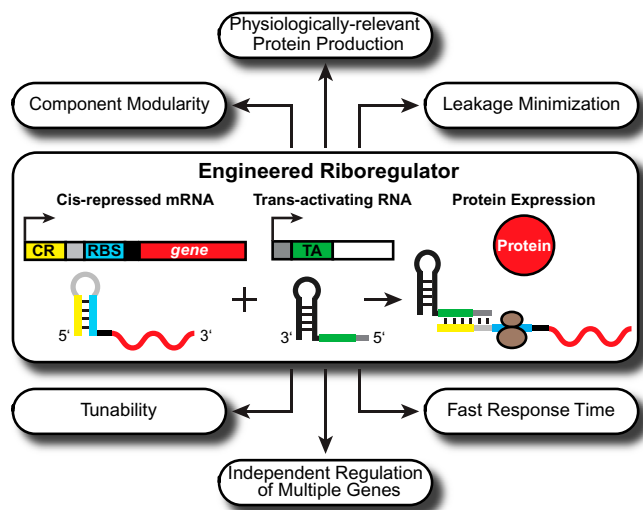 Physiologically-relevant
Protein Production
Component Modularity
Leakage Minimization
Engineered Riboregulator
Cis-repressed mRNA
Trans-activating RNA
Protein Expression
CR
RBS
gene
TA
Protein
5‘
3‘
3‘
5‘
Tunability
Fast Response Time
Independent Regulation
of Multiple Genes